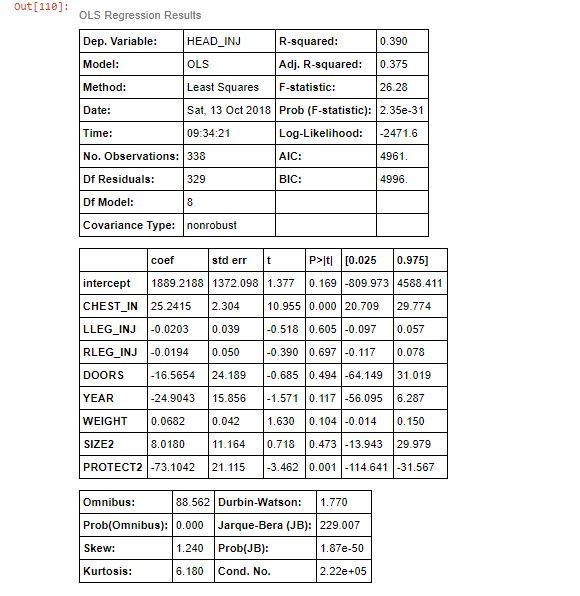 Out[110]:
OLS Regression Results
Dep. Variable: HEAD_INJ R-squared: 0.390
Model: OLS Adj. R-squared: 0.375
Method: Least Squares F-statistic: 26.28
Date: Sat, 13 Oct 2018 Prob (F-statistic): 2.35e-31
Time: 09:34:21 Log-Likelihood: -2471.6
No. Observations: 338 AIC: 4961.
Df Residuals: 329 BIC: 4996.
Df Model: 8
Covariance Type: nonrobust
coef std err t P>|t| [0.025 0.975]
intercept 1889.2188 1372.098 1.377 0.169 -809.973 4588.411
CHEST_IN 25.2415 2.304 10.955 0.000 20.709 29.774
LLEG_INJ -0.0203 0.039 -0.518 0.605 -0.097 0.057
RLEG_INJ -0.0194 0.050 -0.390 0.697 -0.117 0.078
DOORS -16.5654 24.189 -0.685 0.494 -64.149 31.019
YEAR -24.9043 15.856 -1.571 0.117 -56.095 6.287
WEIGHT 0.0682 0.042 1.630 0.104 -0.014 0.150
SIZE2 8.0180 11.164 0.718 0.473 -13.943 29.979
PROTECT2 -73.1042 21.115 -3.462 0.001 -114.641 -31.567
Omnibus: 88.562 Durbin-Watson: 1.770
Prob(Omnibus): 0.000 Jarque-Bera (JB): 229.007
Skew: 1.240 Prob(JB): 1.87e-50
Kurtosis: 6.180 Cond. No. 2.22e+05